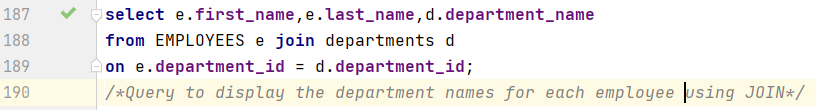 187 select e.first_name,e.last_name,d.department_name
188 from EMPLOYEES e join departments d
189 on e.department_id = d.department_id;
190 /*Query to display the department names for each employee using JOIN*/